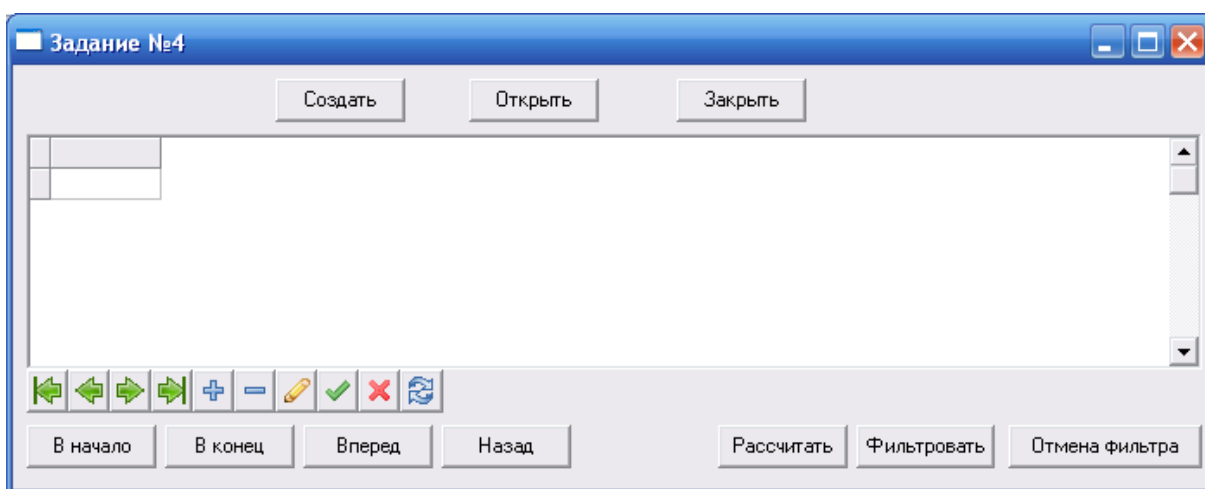 Задание №4
Создать Открыть Закрыть
В начало В конец Вперед Назад Рассчитать Фильтровать Отмена фильтра